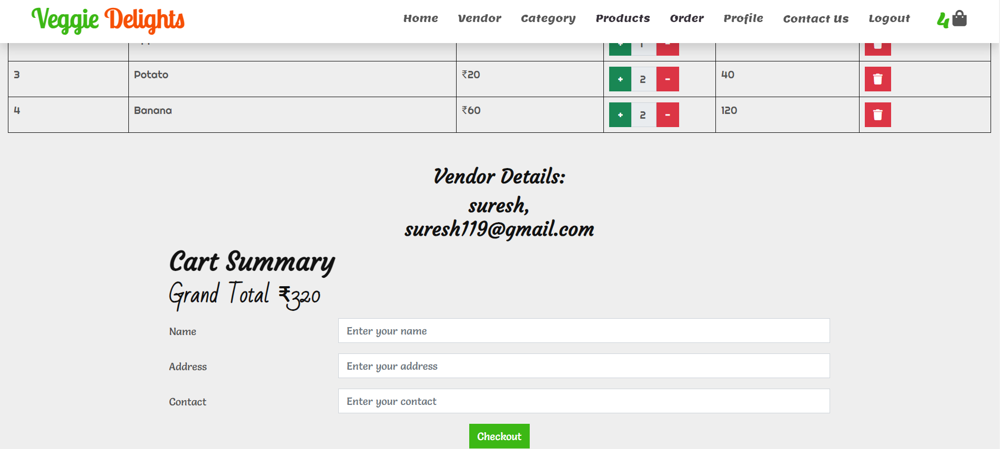 Veggie Delights Home Vendor Category Products Order Profile Contact Us Logout 4
+ 1 -
3 Potato ₹20 + 2 - 40
4 Banana ₹60 + 2 - 120
Vendor Details:
suresh,
suresh119@gmail.com
Cart Summary
Grand Total ₹320
Name Enter your name
Address Enter your address
Contact Enter your contact
Checkout